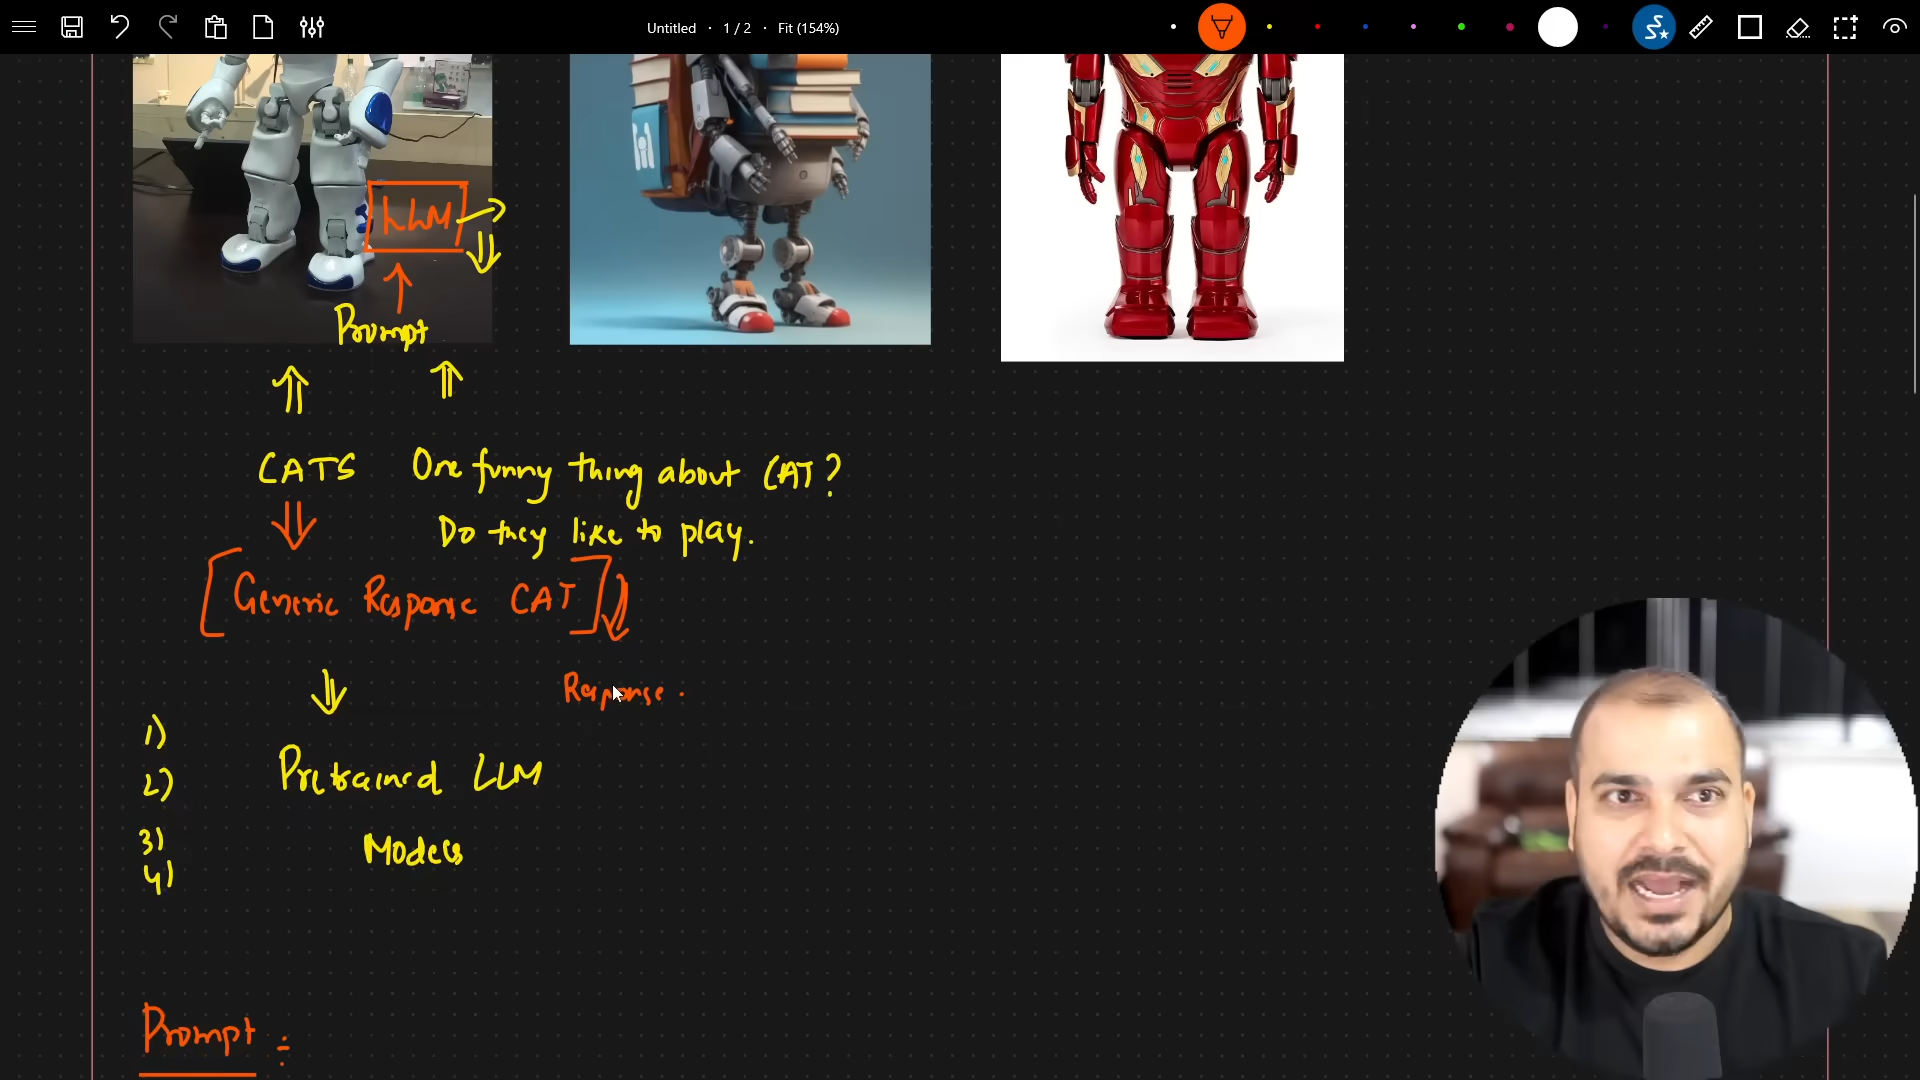 Untitled · 1 / 2 · Fit (154%)
LLM
Prompt
CATS One funny thing about CAT?
Do they like to play.
[Generic Response CAT]
Response.
1)
2) Pretrained LLM
3) Models
4)
Prompt :